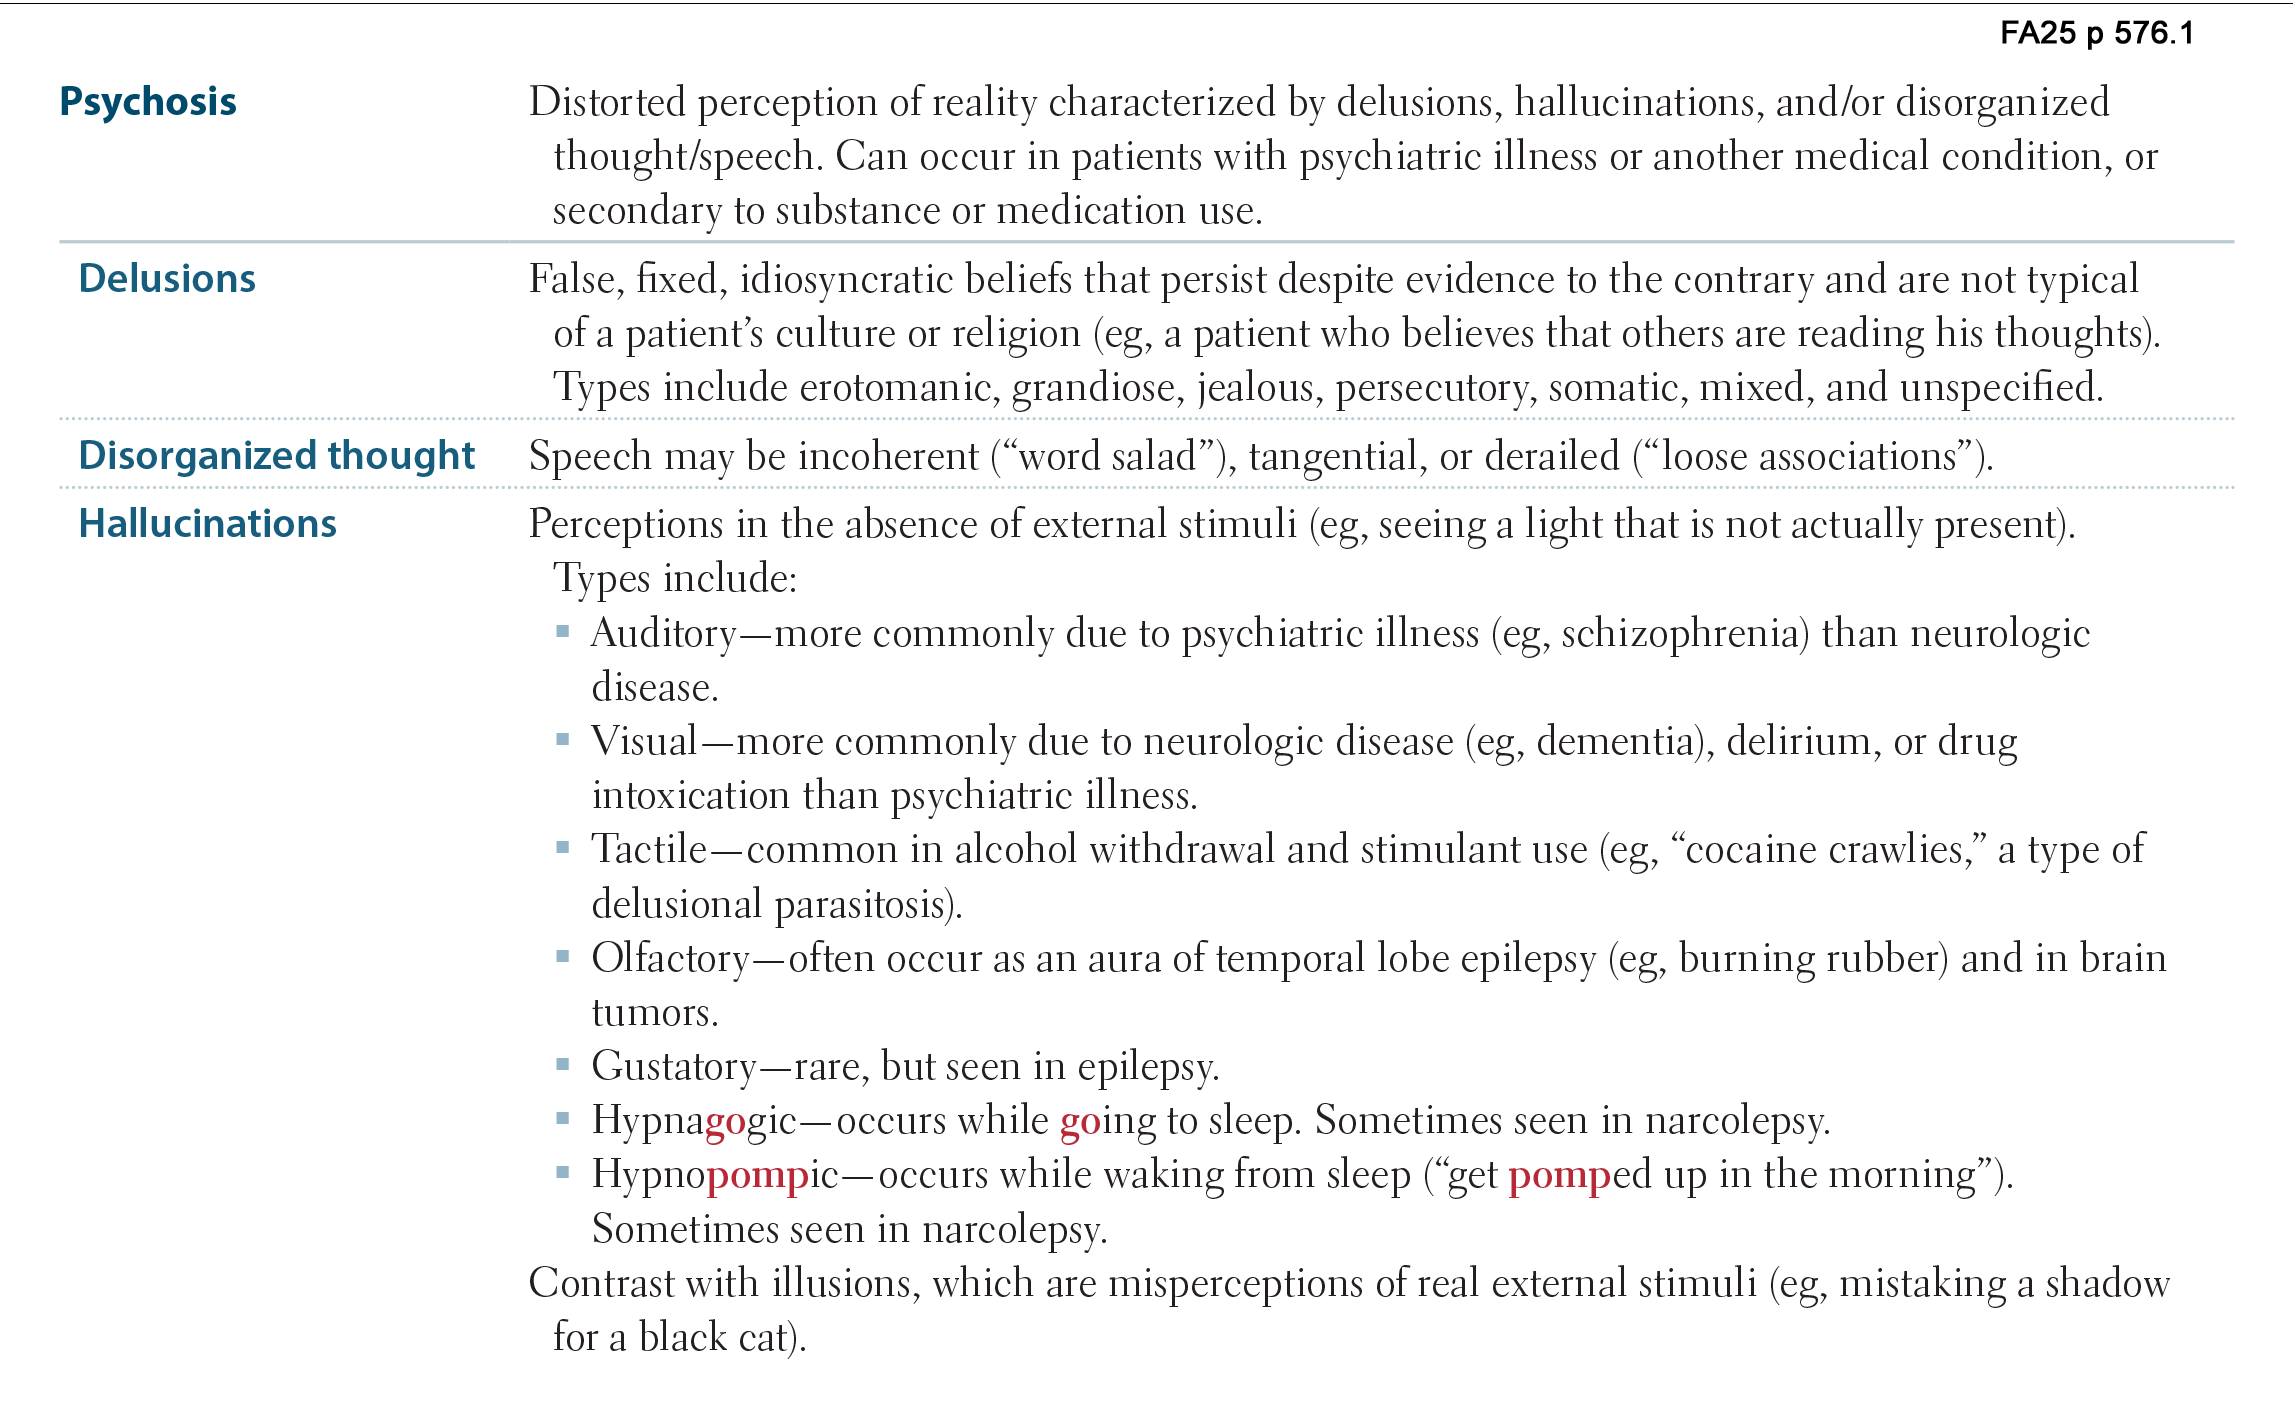 FA25 p 576.1
Psychosis
Distorted perception of reality characterized by delusions, hallucinations, and/or disorganized
thought/speech. Can occur in patients with psychiatric illness or another medical condition, or
secondary to substance or medication use.
Delusions
False, fixed, idiosyncratic beliefs that persist despite evidence to the contrary and are not typical
of a patient’s culture or religion (eg, a patient who believes that others are reading his thoughts).
Types include erotomanic, grandiose, jealous, persecutory, somatic, mixed, and unspecified.
Disorganized thought
Speech may be incoherent (“word salad”), tangential, or derailed (“loose associations”).
Hallucinations
Perceptions in the absence of external stimuli (eg, seeing a light that is not actually present).
Types include:
▪ Auditory—more commonly due to psychiatric illness (eg, schizophrenia) than neurologic
disease.
▪ Visual—more commonly due to neurologic disease (eg, dementia), delirium, or drug
intoxication than psychiatric illness.
▪ Tactile—common in alcohol withdrawal and stimulant use (eg, “cocaine crawlies,” a type of
delusional parasitosis).
▪ Olfactory—often occur as an aura of temporal lobe epilepsy (eg, burning rubber) and in brain
tumors.
▪ Gustatory—rare, but seen in epilepsy.
▪ Hypnagogic—occurs while going to sleep. Sometimes seen in narcolepsy.
▪ Hypnopompic—occurs while waking from sleep (“get pomped up in the morning”).
Sometimes seen in narcolepsy.
Contrast with illusions, which are misperceptions of real external stimuli (eg, mistaking a shadow
for a black cat).